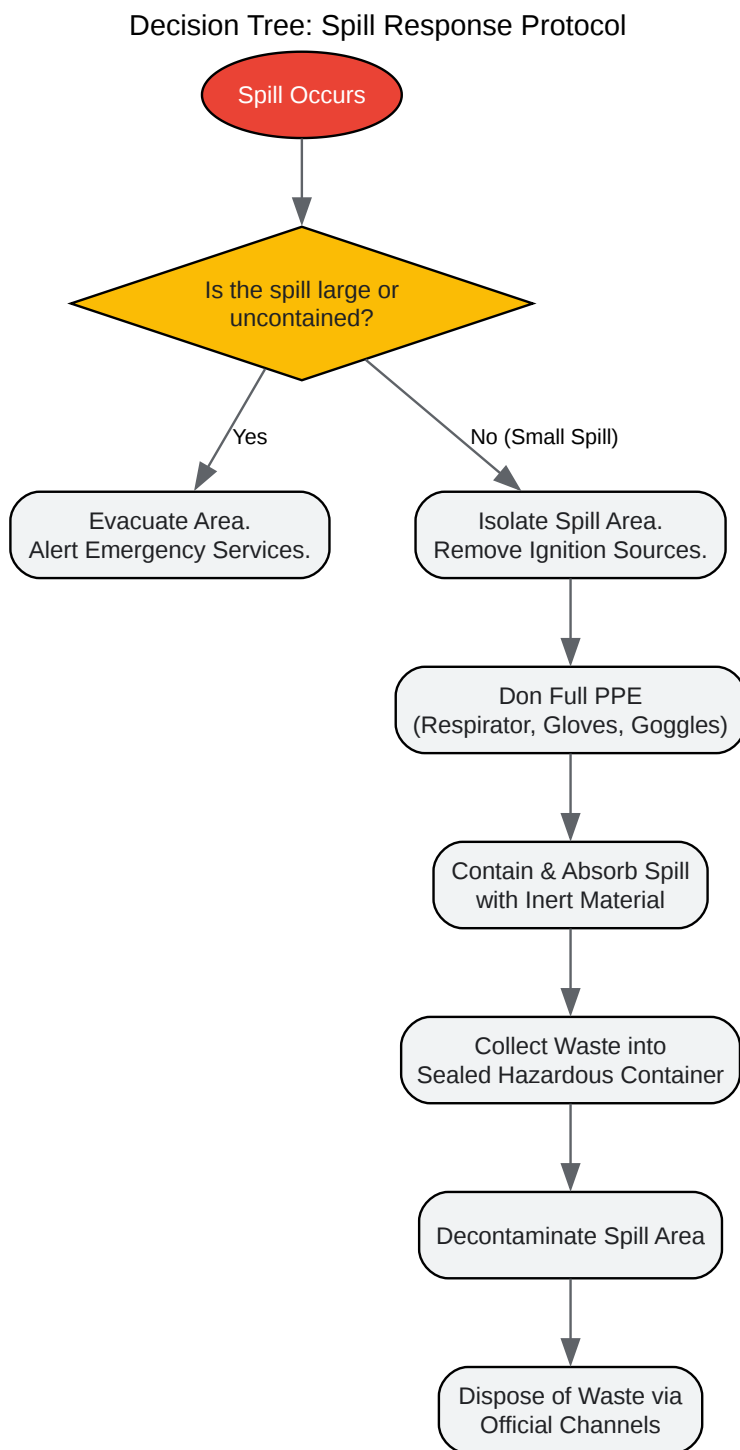 Decision Tree: Spill Response Protocol
Spill Occurs
Is the spill large or
uncontained?
Yes
No (Small Spill)
Evacuate Area.
Alert Emergency Services.
Isolate Spill Area.
Remove Ignition Sources.
Don Full PPE
(Respirator, Gloves, Goggles)
Contain & Absorb Spill
with Inert Material
Collect Waste into
Sealed Hazardous Container
Decontaminate Spill Area
Dispose of Waste via
Official Channels